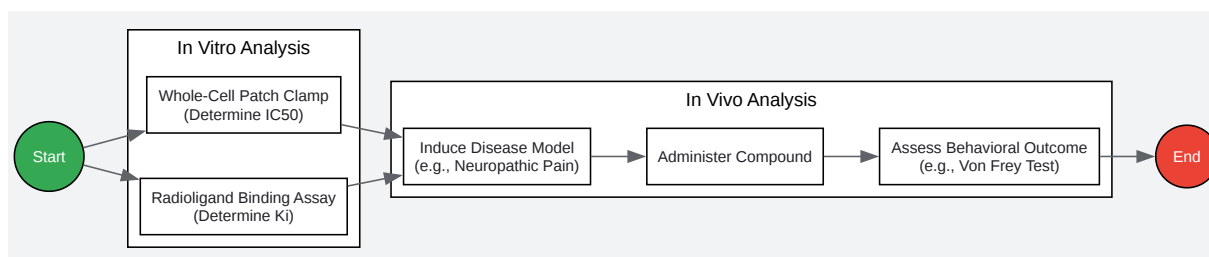 Start
In Vitro Analysis
Whole-Cell Patch Clamp
(Determine IC50)
Radioligand Binding Assay
(Determine Ki)
In Vivo Analysis
Induce Disease Model
(e.g., Neuropathic Pain)
Administer Compound
Assess Behavioral Outcome
(e.g., Von Frey Test)
End